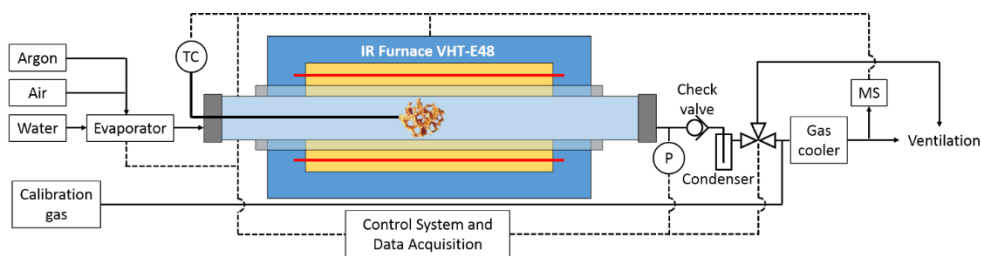 IR Furnace VHT-E48
TC
Argon
Air
Water
Evaporator
Check
valve
MS
Gas
cooler
Ventilation
P
Condenser
Calibration
gas
Control System and
Data Acquisition